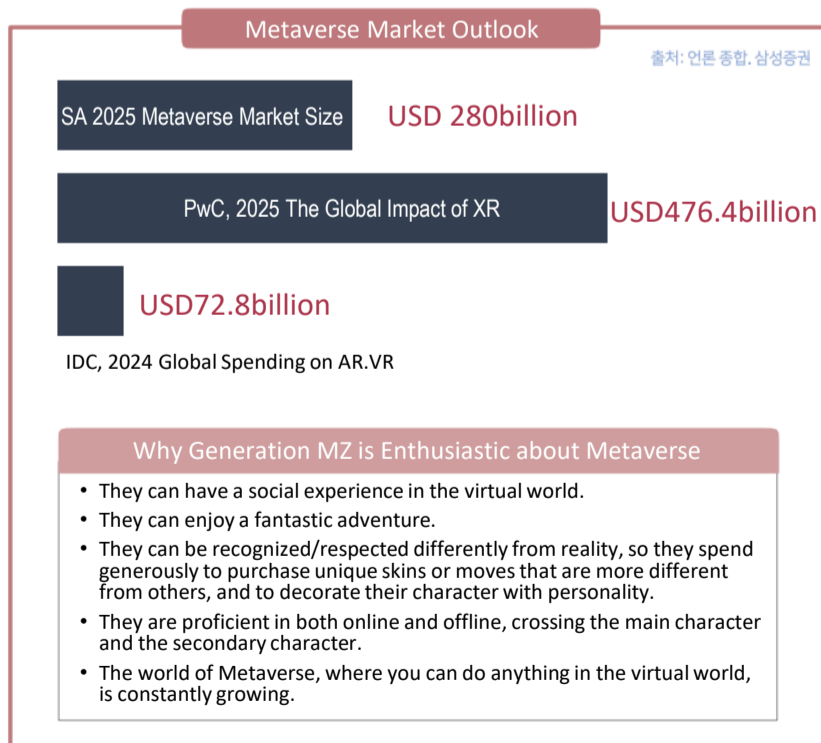 Metaverse Market Outlook
출처: 언론 종합. 삼성증권
SA 2025 Metaverse Market Size
USD 280billion
PwC, 2025 The Global Impact of XR
USD476.4billion
USD72.8billion
IDC, 2024 Global Spending on AR.VR
Why Generation MZ is Enthusiastic about Metaverse
• They can have a social experience in the virtual world.
• They can enjoy a fantastic adventure.
• They can be recognized/respected differently from reality, so they spend
generously to purchase unique skins or moves that are more different
from others, and to decorate their character with personality.
• They are proficient in both online and offline, crossing the main character
and the secondary character.
• The world of Metaverse, where you can do anything in the virtual world,
is constantly growing.